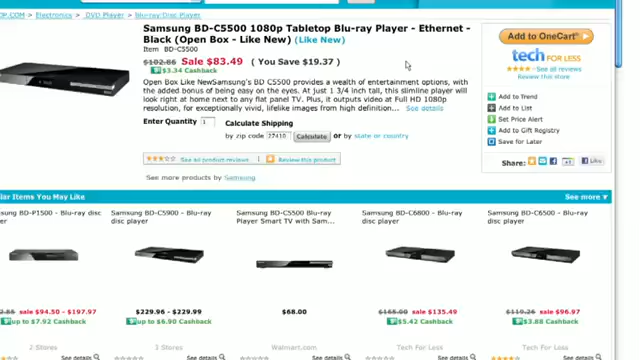 P.COM > Electronics > DVD Player > Blu-ray Disc Player
Samsung BD-C5500 1080p Tabletop Blu-ray Player - Ethernet -
Black (Open Box - Like New) (Like New)
Item BD-C5500
$102.86 Sale $83.49 ( You Save $19.37 )
$3.34 Cashback
Open Box Like NewSamsung's BD C5500 provides a wealth of entertainment options, with
the added bonus of being easy on the eyes. At just 1 3/4 inch tall, this slimline player will
look right at home next to any flat panel TV. Plus, it outputs video at Full HD 1080p
resolution, for exceptionally vivid, lifelike images from high definition... See details
Enter Quantity 1 Calculate Shipping
by zip code 27410 Calculate or by state or country
See all product reviews | Review this product
See more products by Samsung
Add to OneCart
tech
FOR LESS
See all reviews
Review this store
Add to Trend
Add to List
Set Price Alert
Add to Gift Registry
Save for Later
Share: +1 Like
lar Items You May Like See more
sung BD-P1500 - Blu-ray disc
yer
Samsung BD-C5900 - Blu-ray
disc player
Samsung BD-C5500 Blu-ray
Player Smart TV with Sam...
Samsung BD-C6800 - Blu-ray
disc player
Samsung BD-C6500 - Blu-ray
disc player
sale $94.50 - $197.97
up to $7.92 Cashback
$229.96 - $229.99
up to $6.90 Cashback
$68.00
$168.00 sale $135.49
$5.42 Cashback
$119.26 sale $96.97
$3.88 Cashback
2 Stores
3 Stores
Walmart.com
Tech For Less
Tech For Less
See details
See details
See details
See details
See details